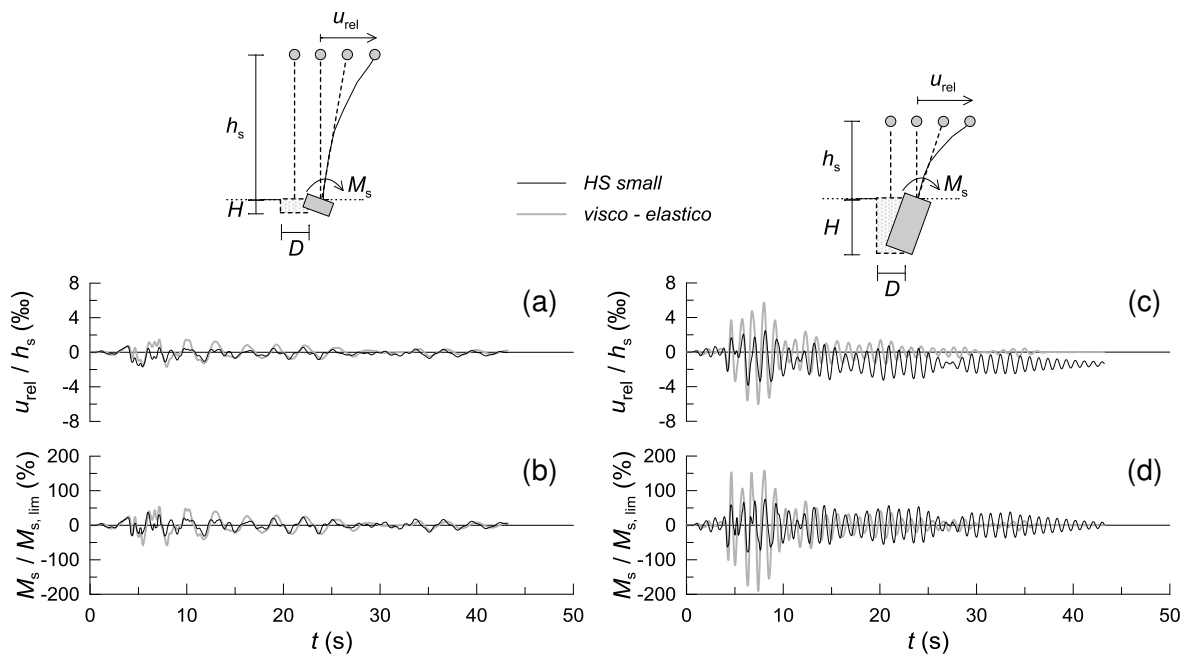 u_rel
h_s
M_s
H
D
HS small
visco - elastico
u_rel
h_s
M_s
H
D
(a)
u_rel / h_s (‰)
8
4
0
-4
-8
(b)
M_s / M_s, lim (%)
200
100
0
-100
-200
0 10 20 30 40 50
t (s)
(c)
u_rel / h_s (‰)
8
4
0
-4
-8
(d)
M_s / M_s, lim (%)
200
100
0
-100
-200
0 10 20 30 40 50
t (s)